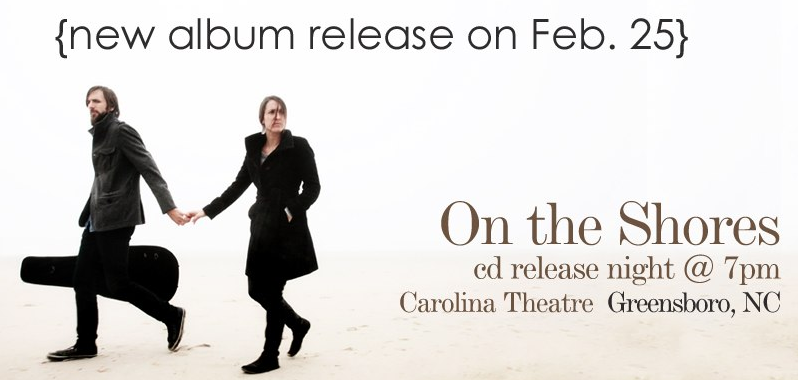 {new album release on Feb. 25}
On the Shores
cd release night @ 7pm
Carolina Theatre Greensboro, NC